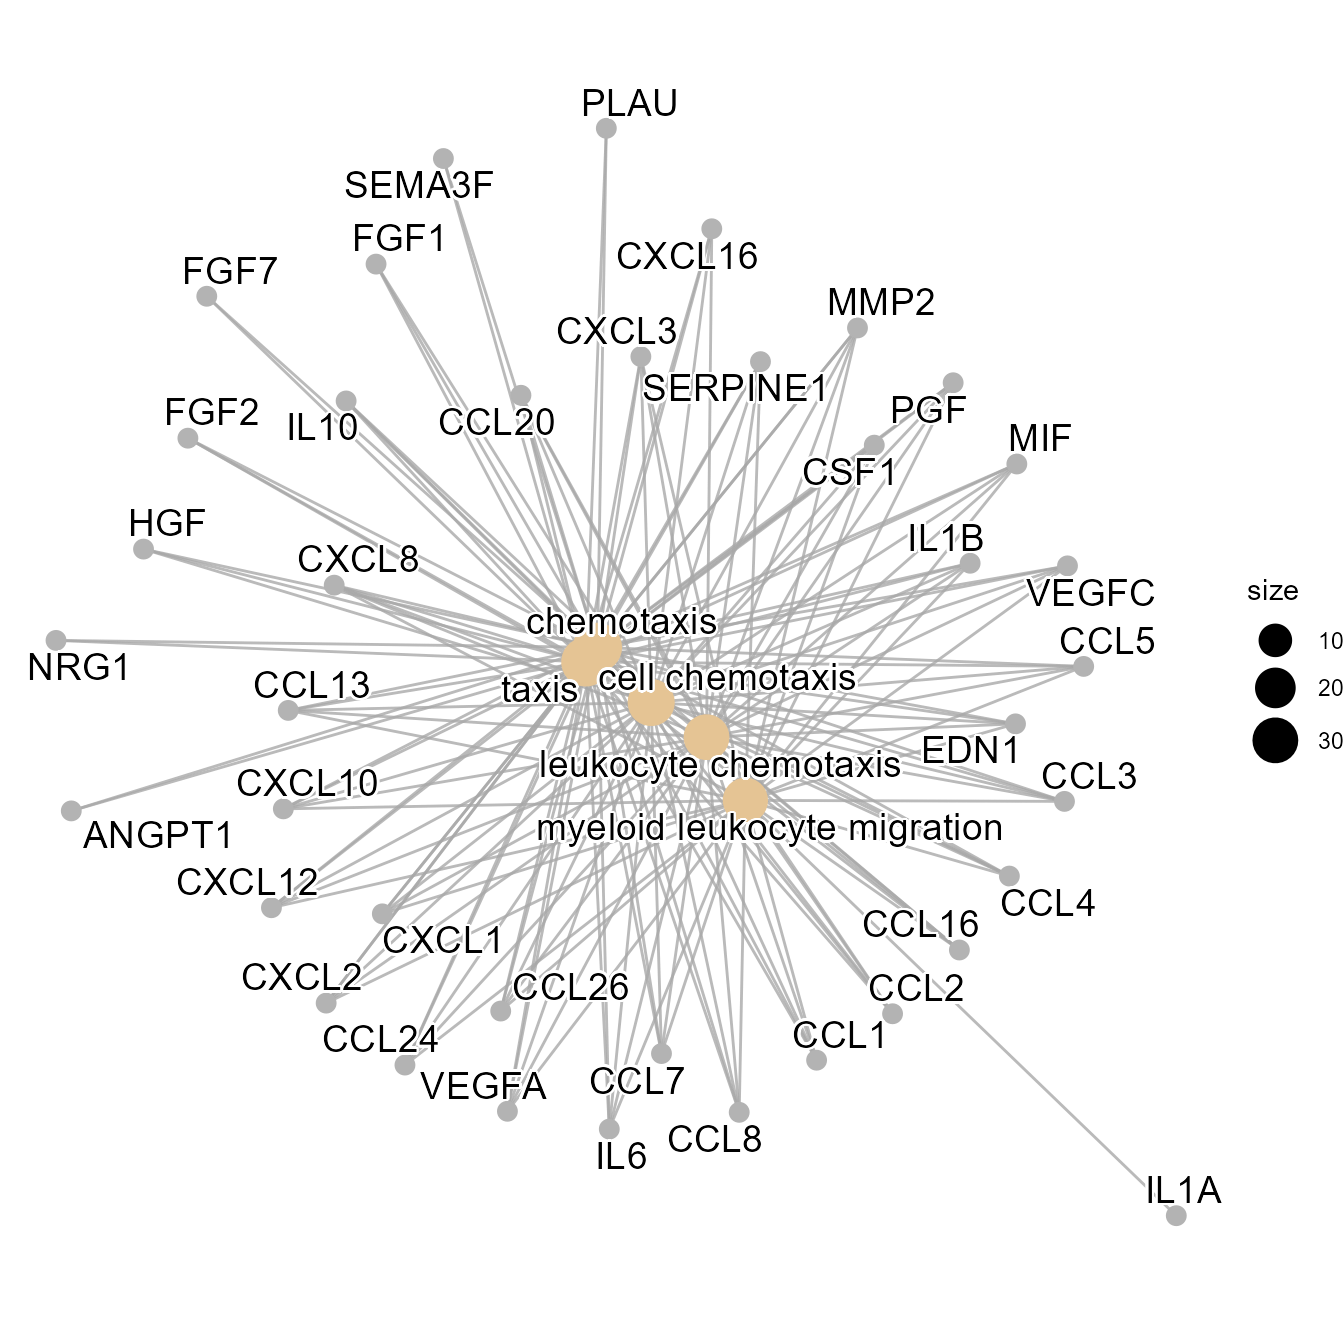 PLAU
SEMA3F
FGF1
CXCL16
FGF7
MMP2
CXCL3
SERPINE1
PGF
FGF2
IL10
CCL20
MIF
CSF1
HGF
IL1B
CXCL8
VEGFC
size
chemotaxis
CCL5
10
NRG1
CCL13
taxis
cell chemotaxis
20
EDN1
30
leukocyte chemotaxis
CCL3
CXCL10
myeloid leukocyte migration
ANGPT1
CXCL12
CCL4
CCL16
CXCL1
CXCL2
CCL26
CCL2
CCL24
CCL1
VEGFA
CCL7
CCL8
IL6
IL1A